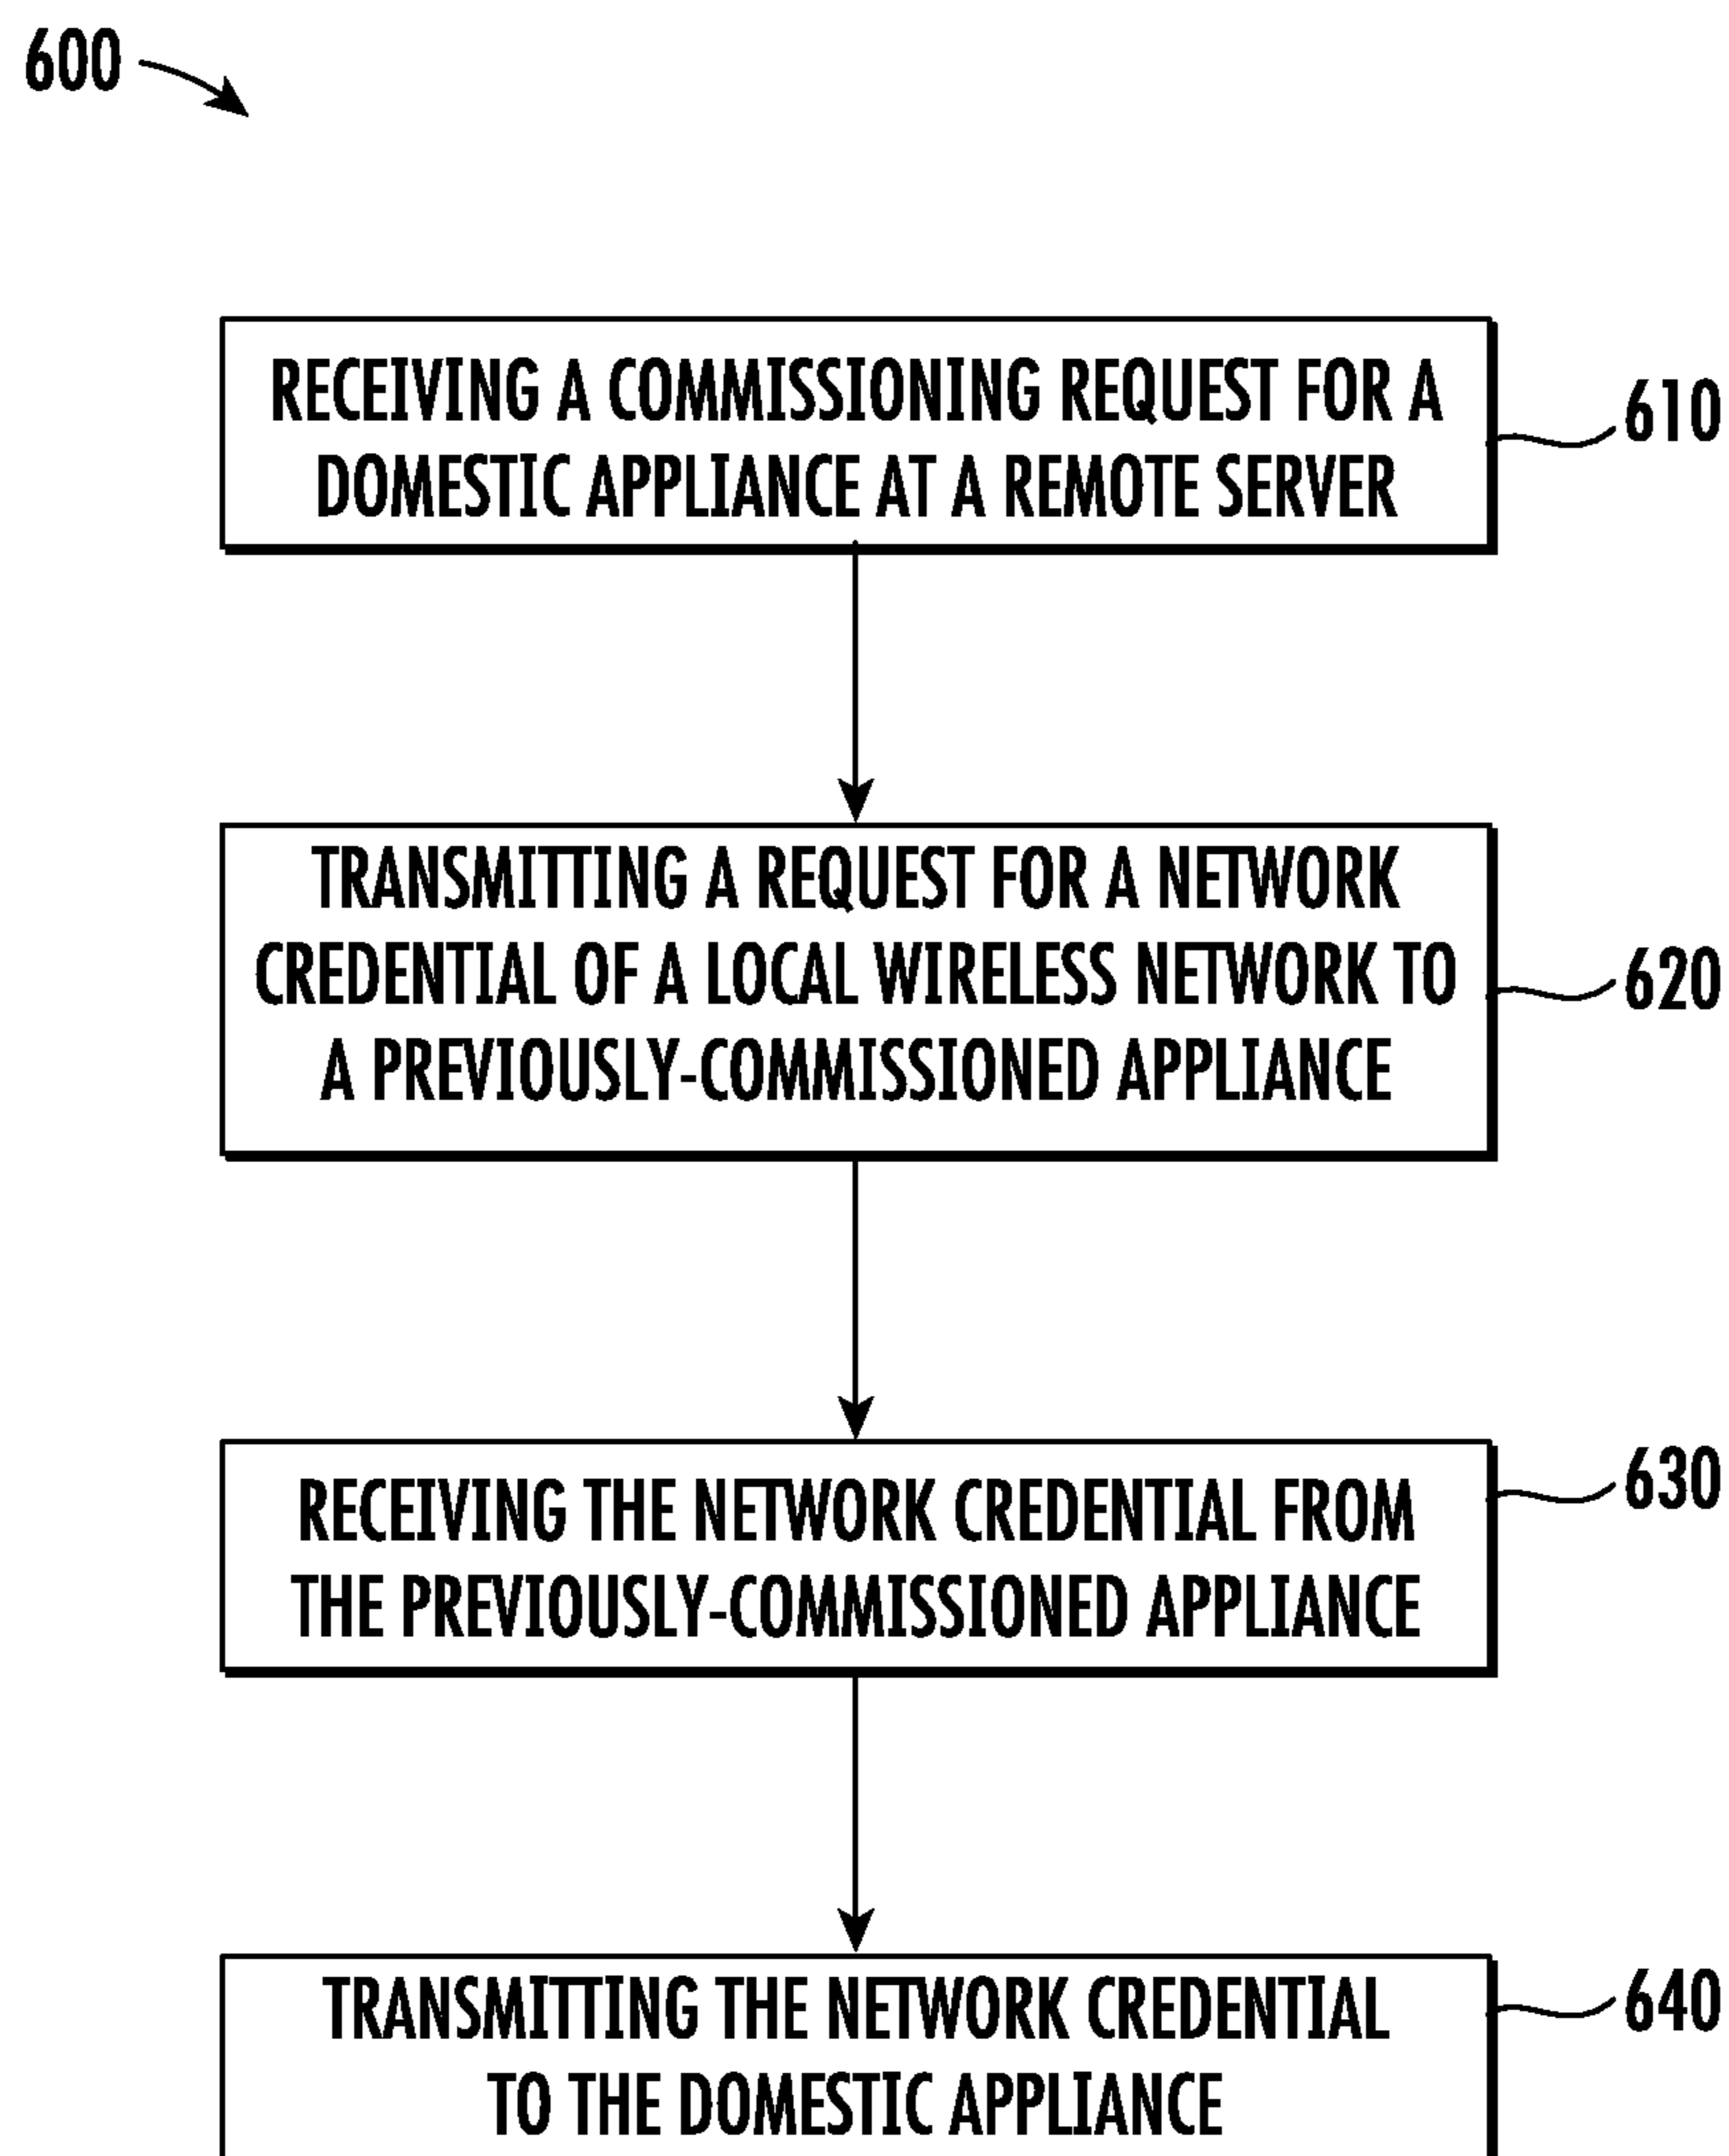 600
RECEIVING A COMMISSIONING REQUEST FOR A
DOMESTIC APPLIANCE AT A REMOTE SERVER
610
TRANSMITTING A REQUEST FOR A NETWORK
CREDENTIAL OF A LOCAL WIRELESS NETWORK TO
A PREVIOUSLY-COMMISSIONED APPLIANCE
620
RECEIVING THE NETWORK CREDENTIAL FROM
THE PREVIOUSLY-COMMISSIONED APPLIANCE
630
TRANSMITTING THE NETWORK CREDENTIAL
TO THE DOMESTIC APPLIANCE
640